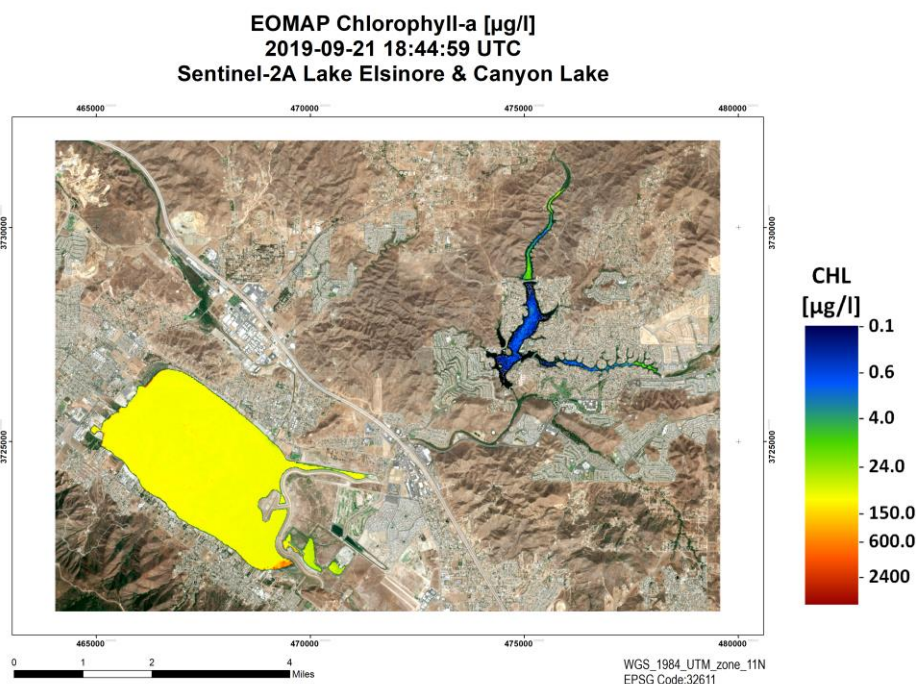 EOMAP Chlorophyll-a [µg/l]
2019-09-21 18:44:59 UTC
Sentinel-2A Lake Elsinore & Canyon Lake
465000 470000 475000 480000
3730000 3730000
3725000 3725000
CHL
[µg/l]
0.1
0.6
4.0
24.0
150.0
600.0
2400
465000 470000 475000 480000
0 1 2 4
Miles
WGS_1984_UTM_zone_11N
EPSG Code:32611